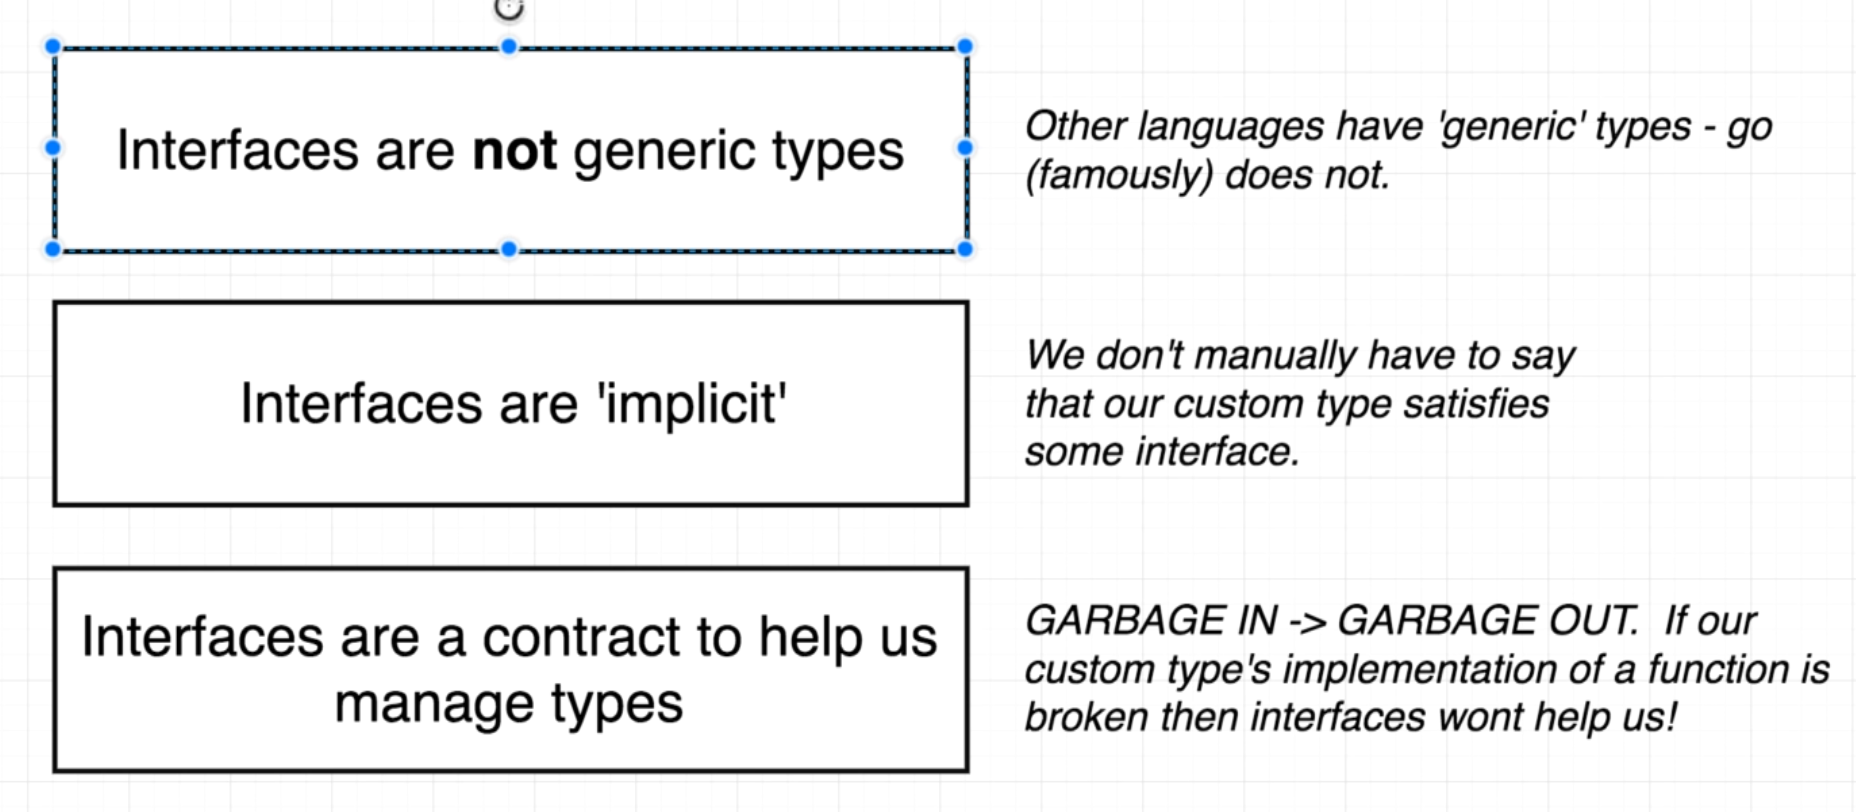 Interfaces are not generic types
Other languages have 'generic' types - go
(famously) does not.
Interfaces are 'implicit'
We don't manually have to say
that our custom type satisfies
some interface.
Interfaces are a contract to help us
manage types
GARBAGE IN -> GARBAGE OUT.  If our
custom type's implementation of a function is
broken then interfaces wont help us!